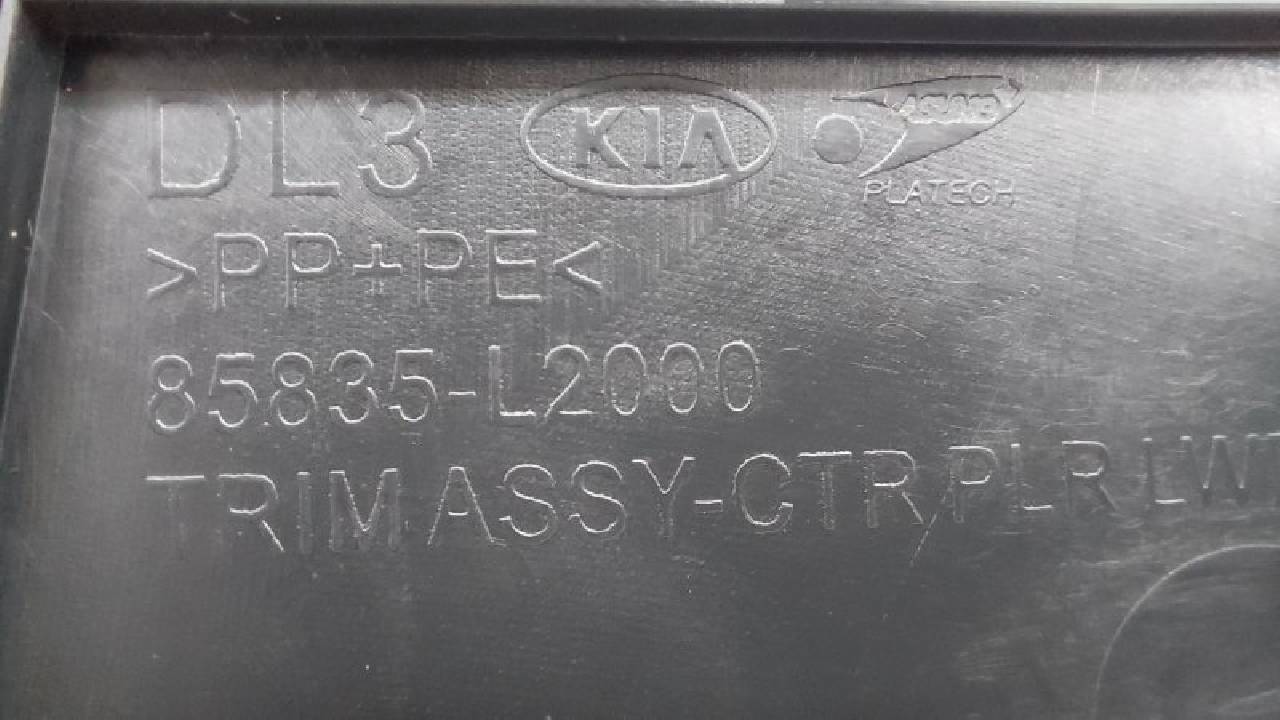 DL3 KIA
PLATECH
>PP+PE<
85835-L2000
TRIM ASSY-CTR PLR LW